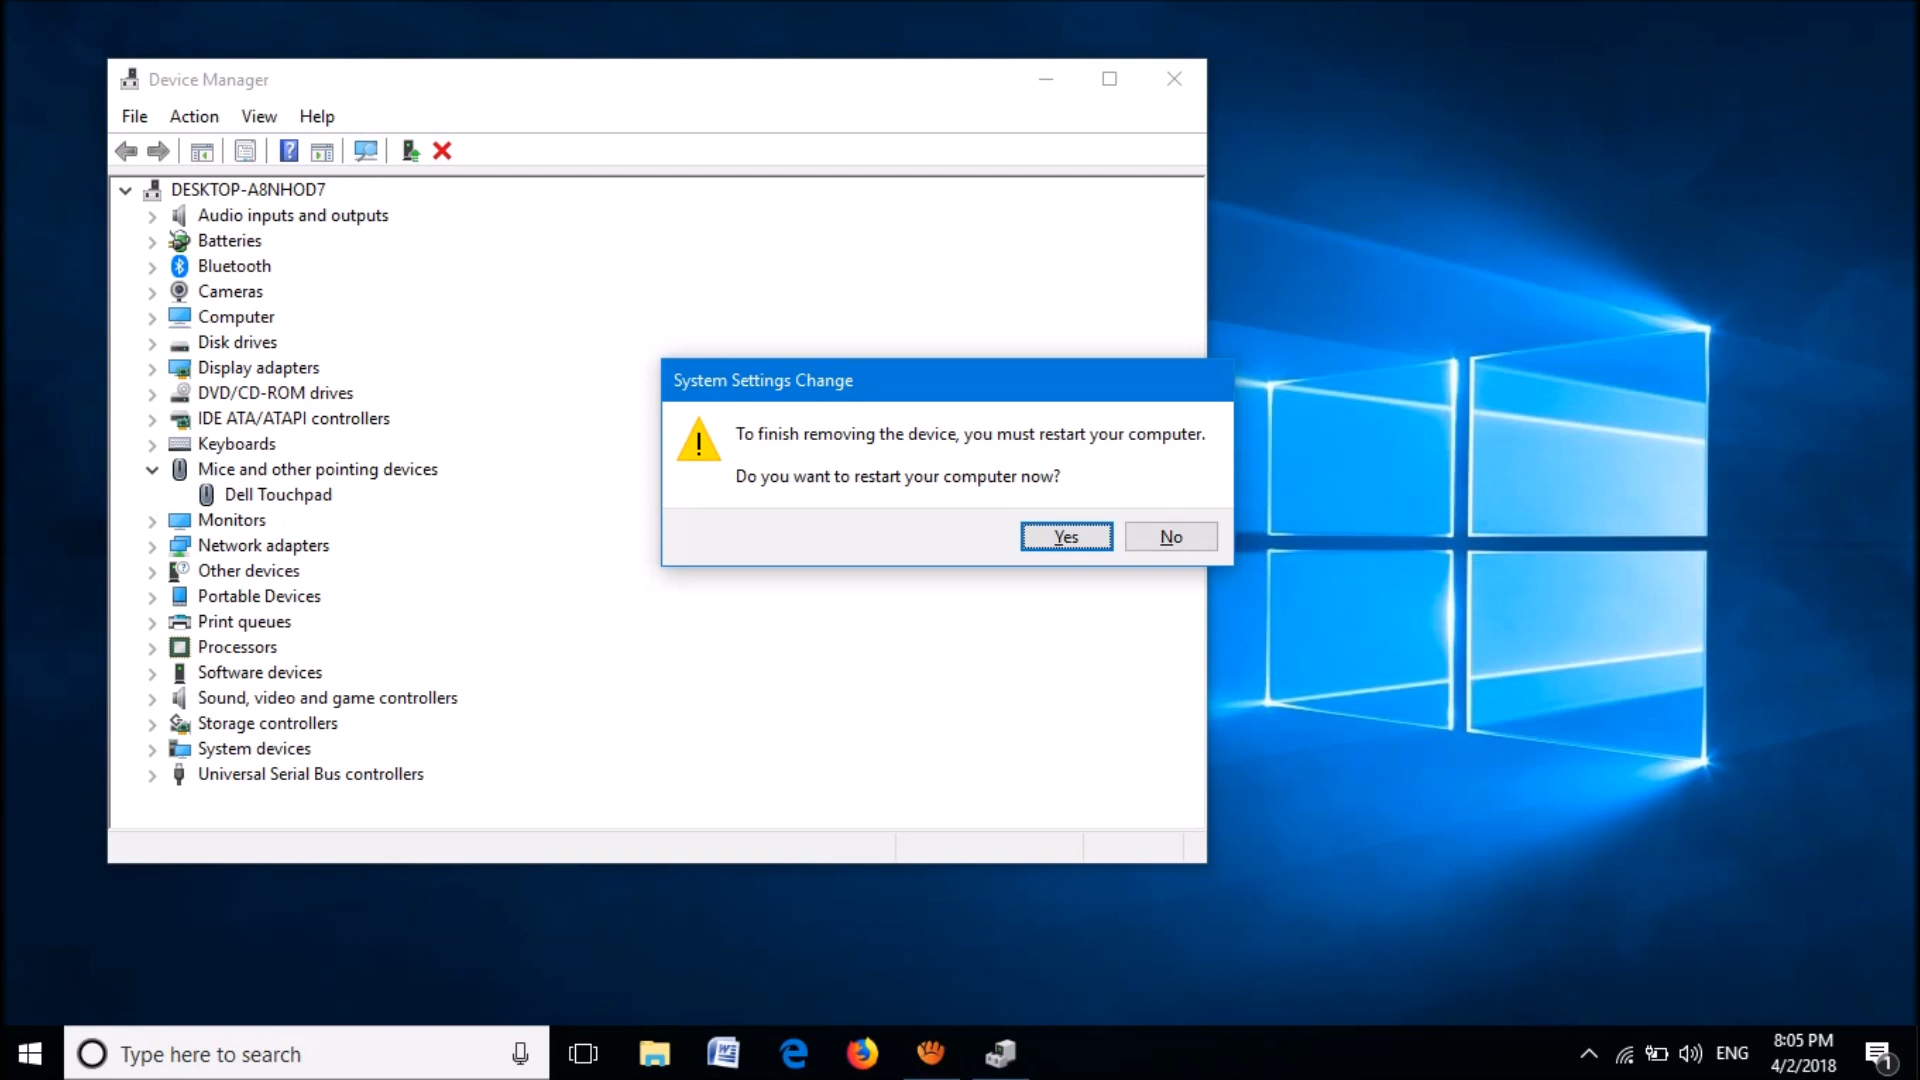 Device Manager
File Action View Help
DESKTOP-A8NHOD7
Audio inputs and outputs
Batteries
Bluetooth
Cameras
Computer
Disk drives
Display adapters
DVD/CD-ROM drives
IDE ATA/ATAPI controllers
Keyboards
Mice and other pointing devices
Dell Touchpad
Monitors
Network adapters
Other devices
Portable Devices
Print queues
Processors
Software devices
Sound, video and game controllers
Storage controllers
System devices
Universal Serial Bus controllers
System Settings Change
To finish removing the device, you must restart your computer.
Do you want to restart your computer now?
Yes No
Type here to search
ENG
8:05 PM
4/2/2018
1